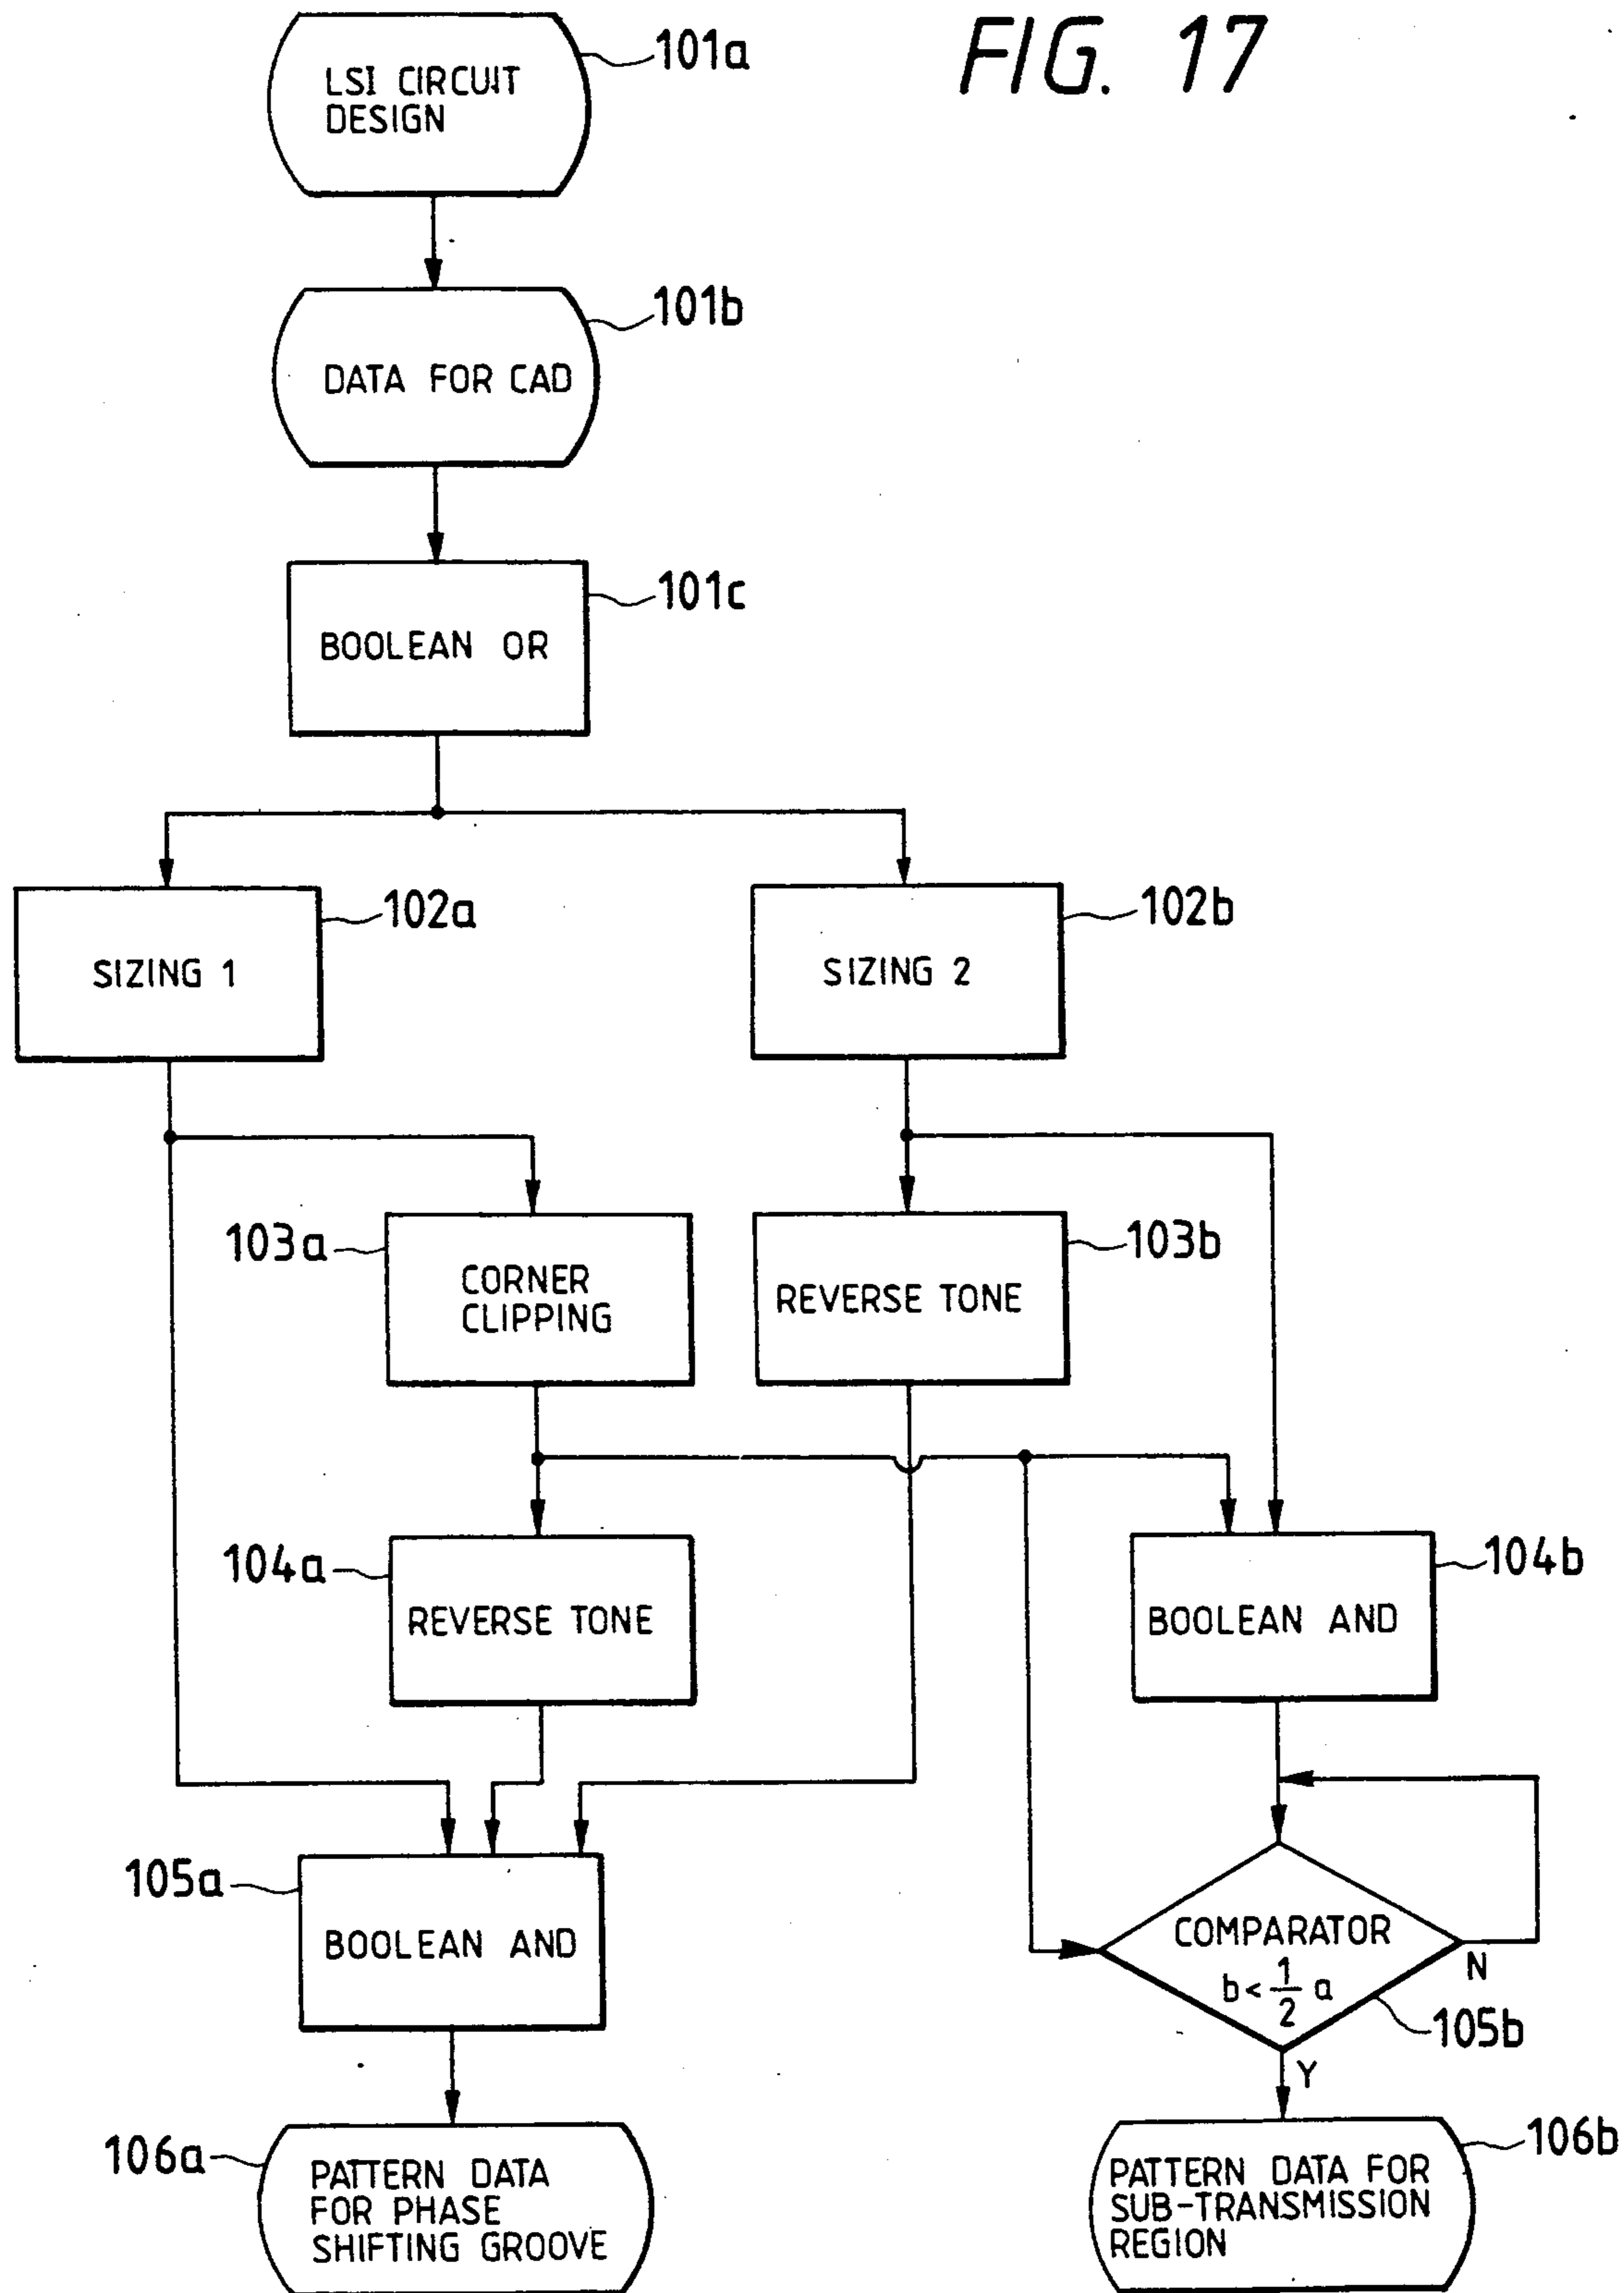 FIG. 17
101a
LSI CIRCUIT
DESIGN
101b
DATA FOR CAD
101c
BOOLEAN OR
102a
SIZING 1
102b
SIZING 2
103a
CORNER
CLIPPING
103b
REVERSE TONE
104a
REVERSE TONE
104b
BOOLEAN AND
105a
BOOLEAN AND
COMPARATOR
b < 1/2 a
N
105b
Y
106a
PATTERN DATA
FOR PHASE
SHIFTING GROOVE
106b
PATTERN DATA FOR
SUB-TRANSMISSION
REGION